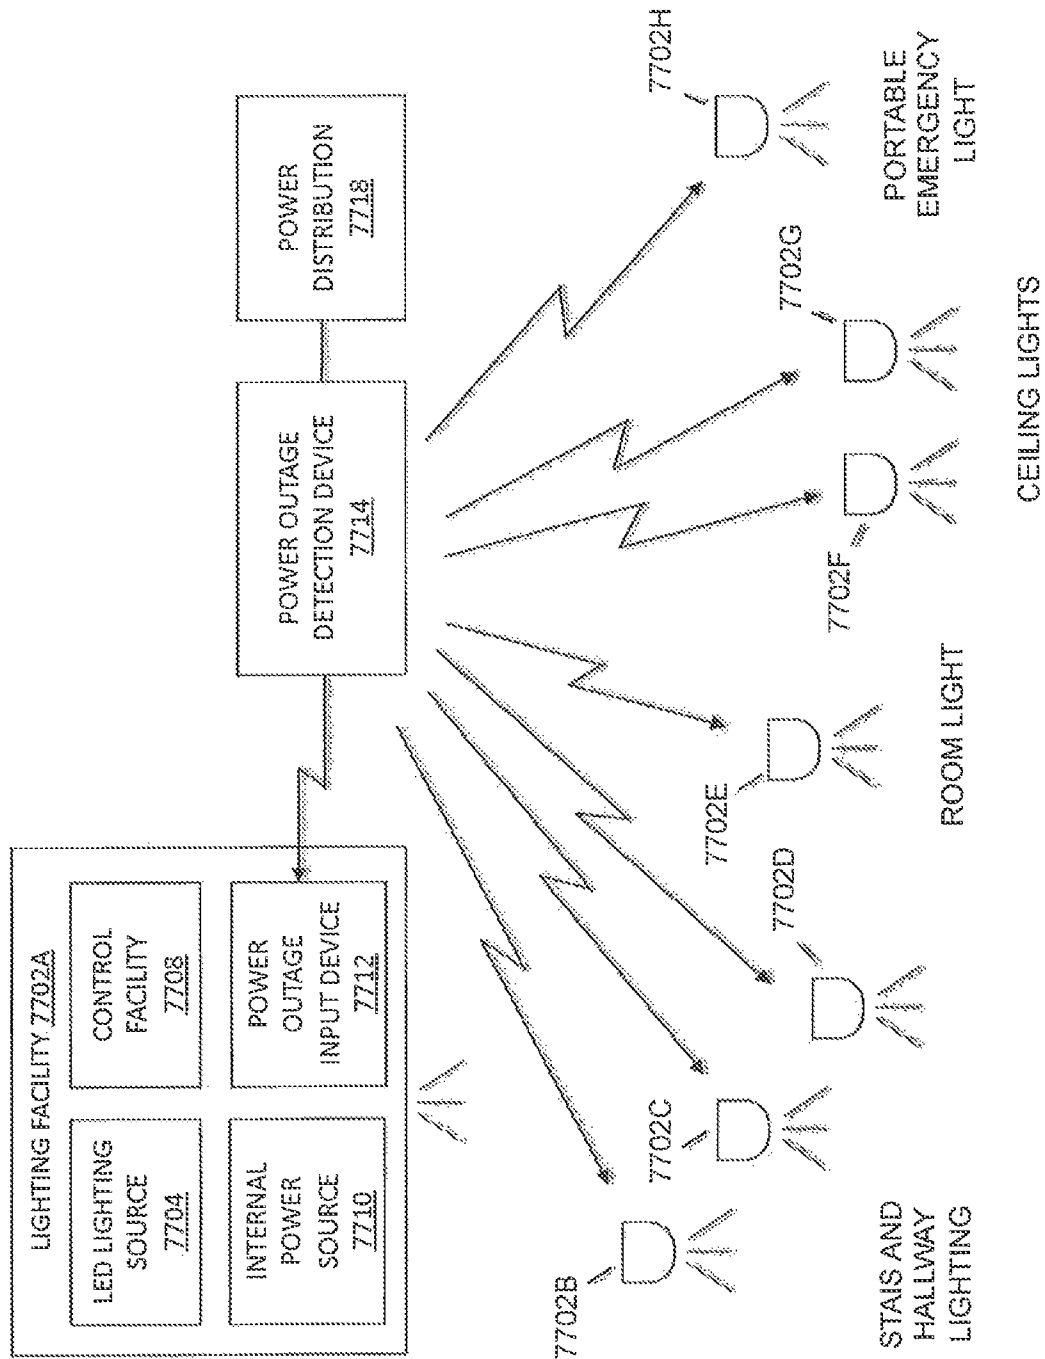 LIGHTING FACILITY 7702A
LED LIGHTING
SOURCE
7704
CONTROL
FACILITY
7708
INTERNAL
POWER
SOURCE
7710
POWER
OUTAGE
INPUT DEVICE
7712
POWER OUTAGE
DETECTION DEVICE
7714
POWER
DISTRIBUTION
7718
7702B
7702C
7702D
7702E
7702F
7702G
7702H
STAIS AND
HALLWAY
LIGHTING
ROOM LIGHT
CEILING LIGHTS
PORTABLE
EMERGENCY
LIGHT